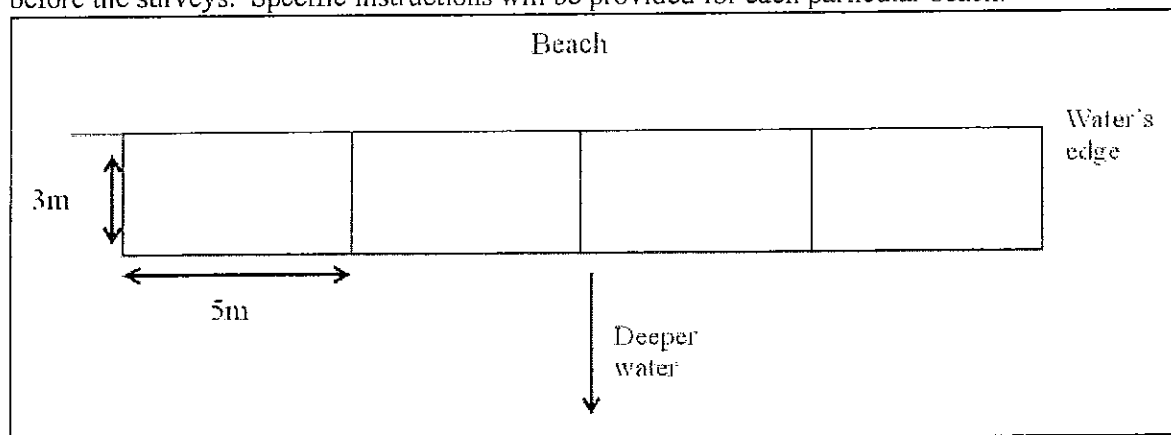 before the surveys. Specific instructions will be provided for each particular beach.
Beach
Water's
edge
3m
5m
Deeper
water